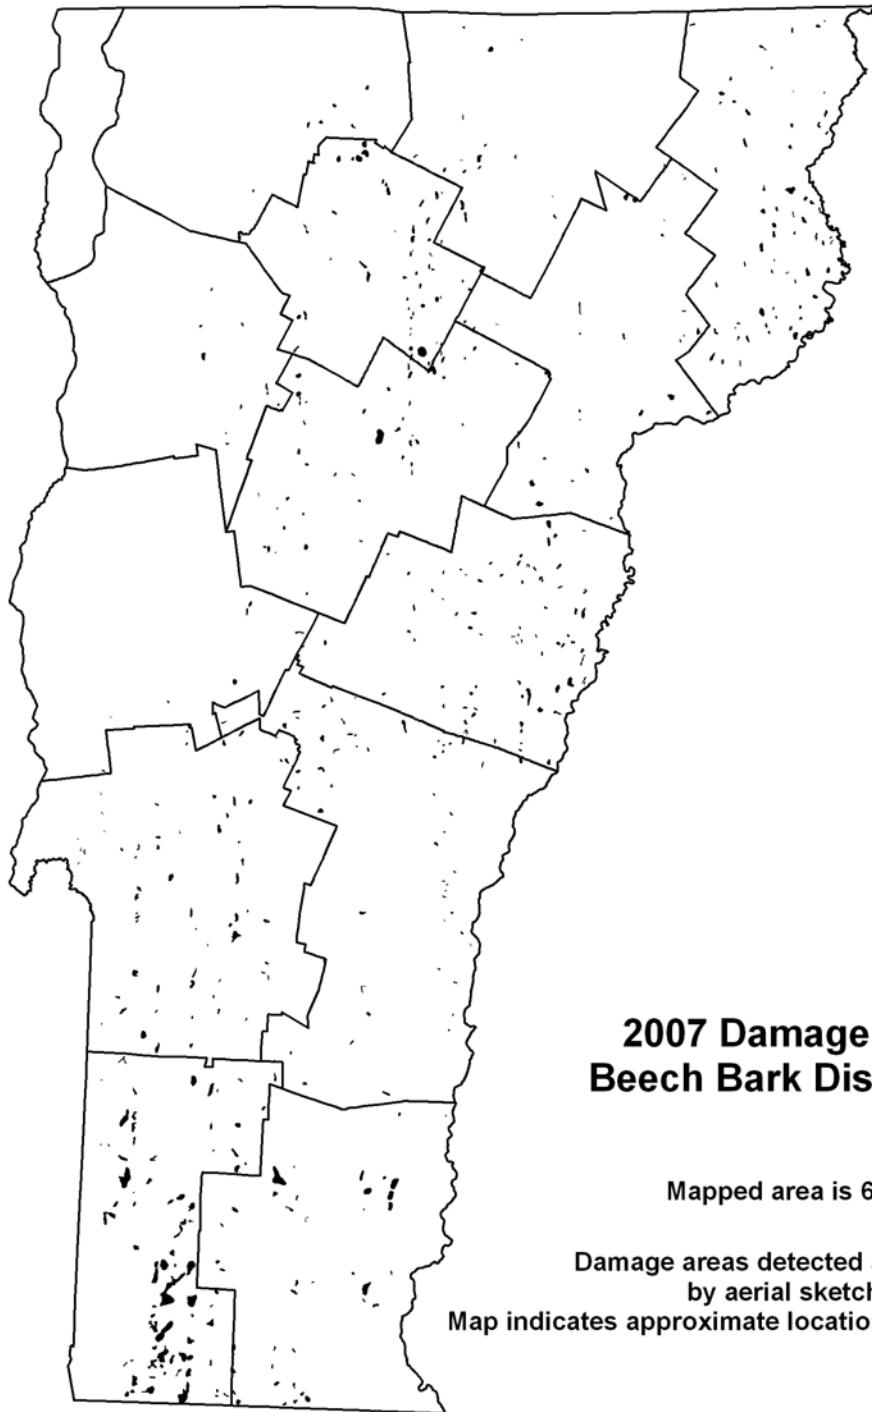 2007 Damage
Beech Bark Dis
Mapped area is 6
Damage areas detected
by aerial sketch
Map indicates approximate locatio